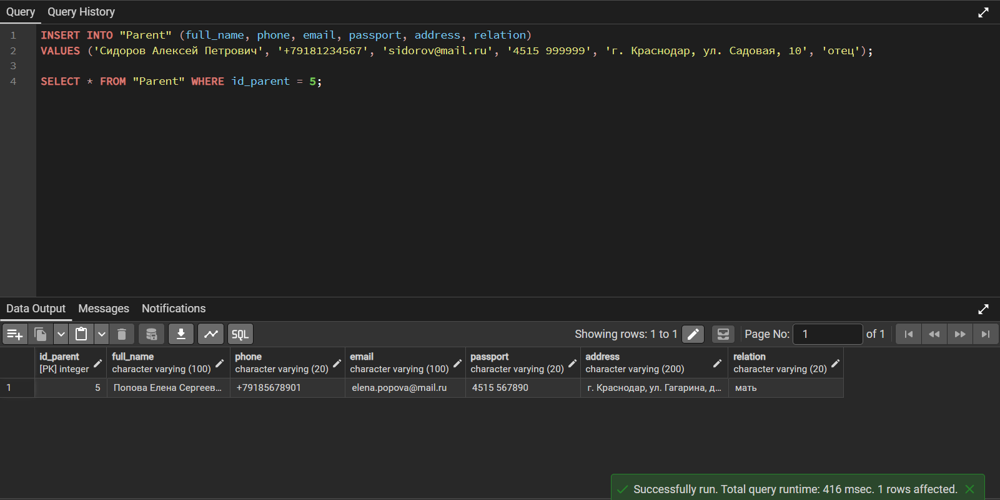 Query Query History
1 INSERT INTO "Parent" (full_name, phone, email, passport, address, relation)
2 VALUES ('Сидоров Алексей Петрович', '+79181234567', 'sidorov@mail.ru', '4515 999999', 'г. Краснодар, ул. Садовая, 10', 'отец');
3
4 SELECT * FROM "Parent" WHERE id_parent = 5;
Data Output Messages Notifications
SQL Showing rows: 1 to 1 Page No: 1 of 1
id_parent full_name phone email passport address relation
[PK] integer character varying (100) character varying (20) character varying (100) character varying (20) character varying (200) character varying (20)
1 5 Попова Елена Сергеев... +79185678901 elena.popova@mail.ru 4515 567890 г. Краснодар, ул. Гагарина, д... мать
Successfully run. Total query runtime: 416 msec. 1 rows affected.